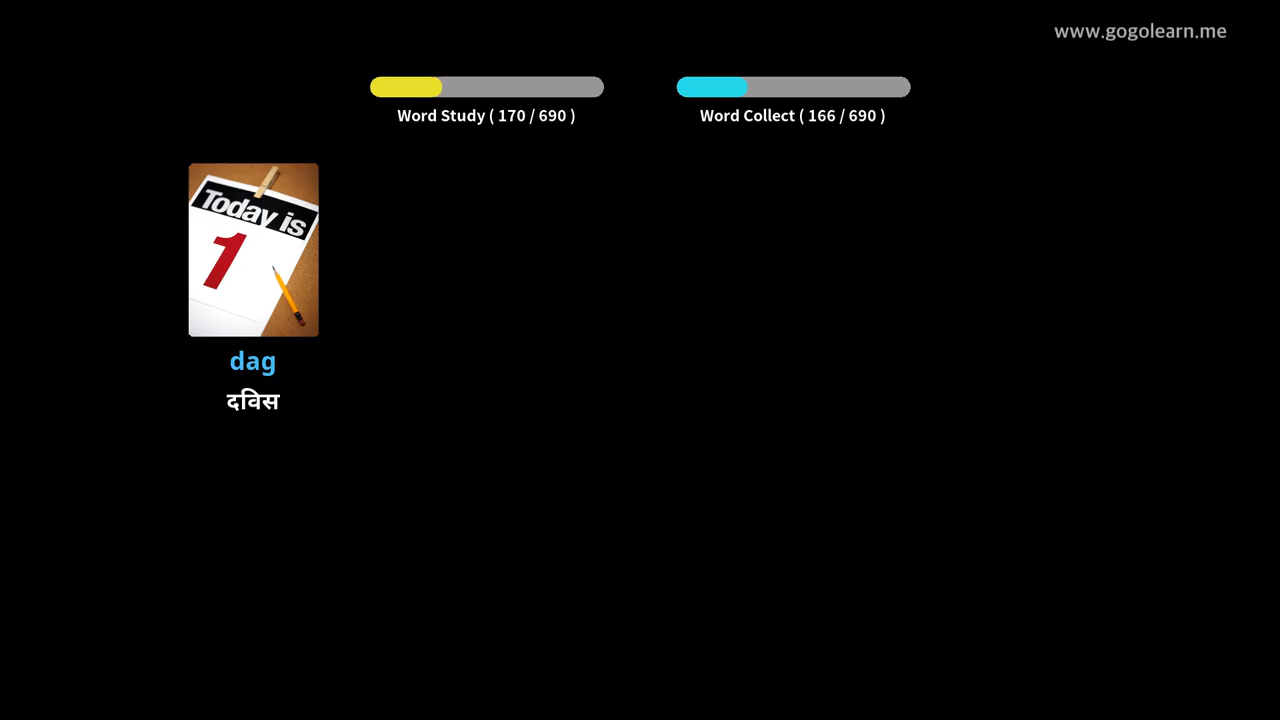 www.gogolearn.me
Word Study ( 170 / 690 )
Word Collect ( 166 / 690 )
Today is
1
dag
दविस